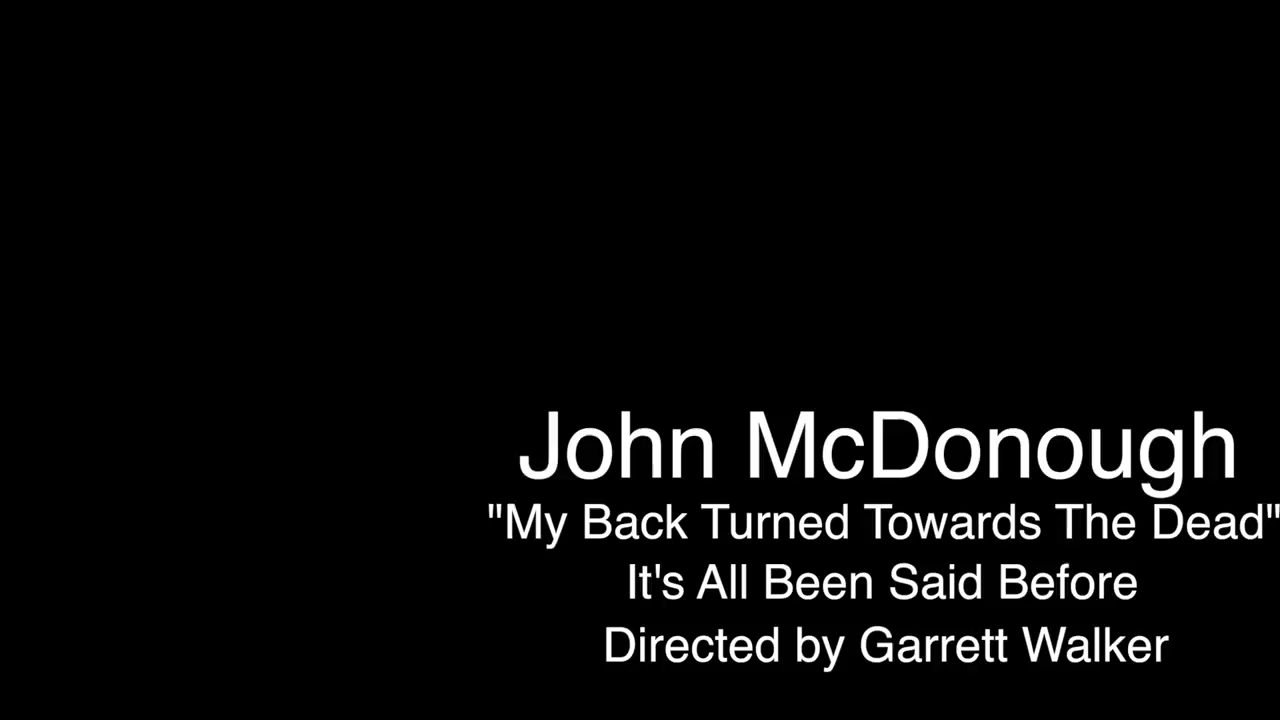 John McDonough
"My Back Turned Towards The Dead"
It's All Been Said Before
Directed by Garrett Walker